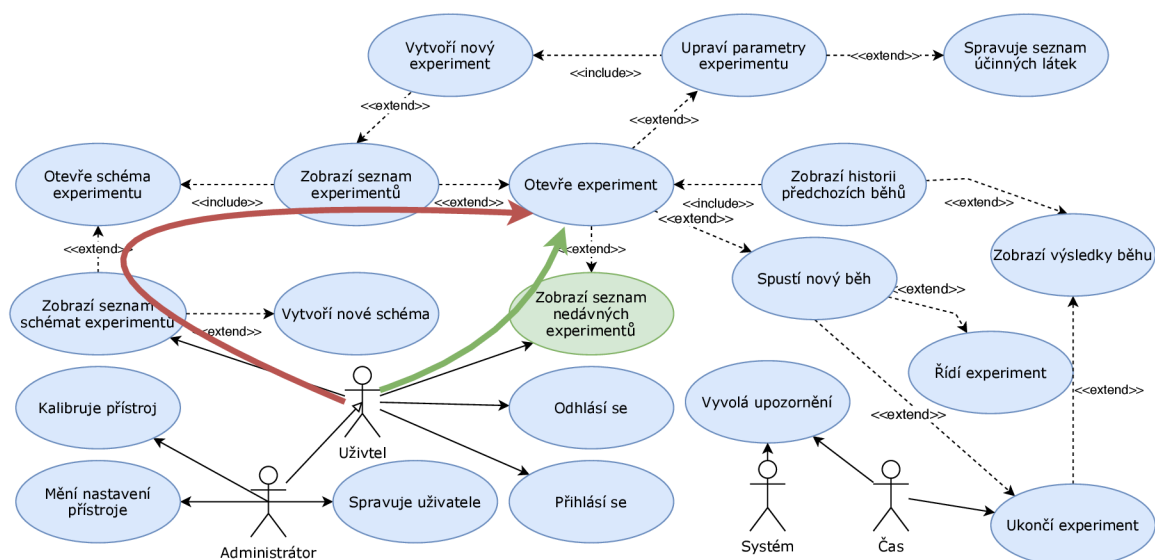 Vytvoří nový
experiment
Upraví parametry
experimentu
Spravuje seznam
účinných látek
<<include>>
<<extend>>
<<extend>>
<<extend>>
Otevře schéma
experimentu
Zobrazí seznam
experimentů
Otevře experiment
Zobrazí historii
předchozích běhů
<<include>>
<<extend>>
<<include>>
<<extend>>
<<extend>>
<<extend>>
<<extend>>
Zobrazí výsledky běhu
Zobrazí seznam
schémat experimentů
Vytvoří nové schéma
Zobrazí seznam
nedávných
experimentů
Spustí nový běh
<<extend>>
<<extend>>
Řídí experiment
<<extend>>
<<extend>>
Kalibruje přístroj
Uživtel
Odhlásí se
Vyvolá upozornění
Mění nastavení
přístroje
Spravuje uživatele
Přihlásí se
Ukončí experiment
Administrátor
Systém
Čas